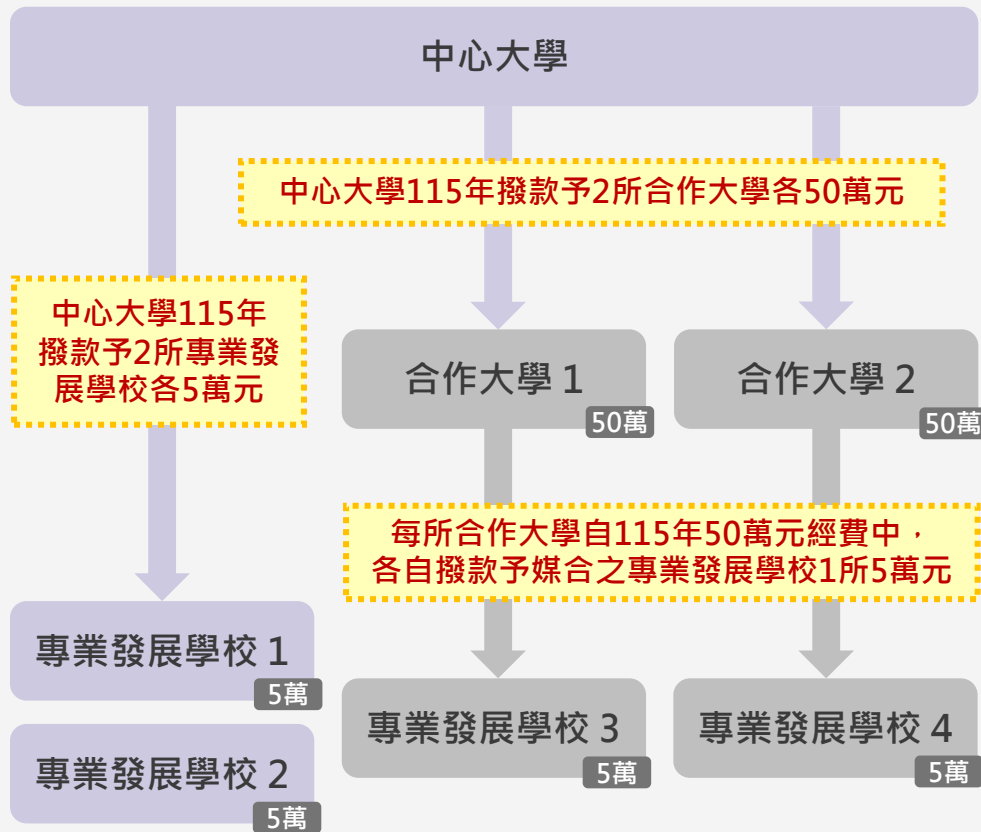 中心大學
中心大學115年撥款予2所合作大學各50萬元
中心大學115年
撥款予2所專業發
展學校各5萬元
合作大學 1
50萬
合作大學 2
50萬
每所合作大學自115年50萬元經費中，
各自撥款予媒合之專業發展學校1所5萬元
專業發展學校 1
5萬
專業發展學校 2
5萬
專業發展學校 3
5萬
專業發展學校 4
5萬